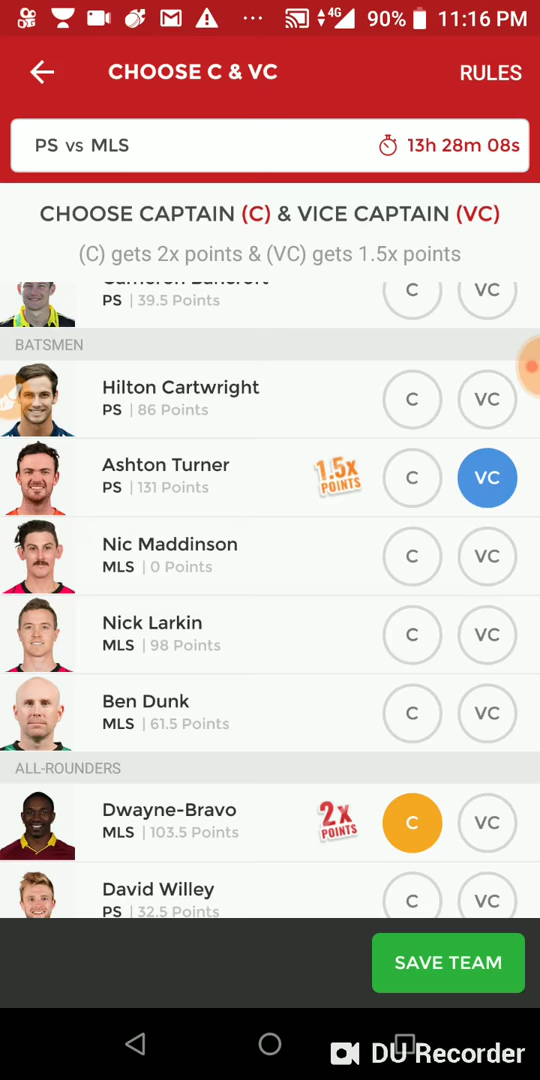 4G 90% 11:16 PM
CHOOSE C & VC RULES
PS vs MLS 13h 28m 08s
CHOOSE CAPTAIN (C) & VICE CAPTAIN (VC)
(C) gets 2x points & (VC) gets 1.5x points
Cameron Bancroft
PS | 39.5 Points C VC
BATSMEN
Hilton Cartwright
PS | 86 Points C VC
Ashton Turner
PS | 131 Points 1.5x POINTS C VC
Nic Maddinson
MLS | 0 Points C VC
Nick Larkin
MLS | 98 Points C VC
Ben Dunk
MLS | 61.5 Points C VC
ALL-ROUNDERS
Dwayne-Bravo
MLS | 103.5 Points 2x POINTS C VC
David Willey
PS | 32.5 Points C VC
SAVE TEAM
DU Recorder